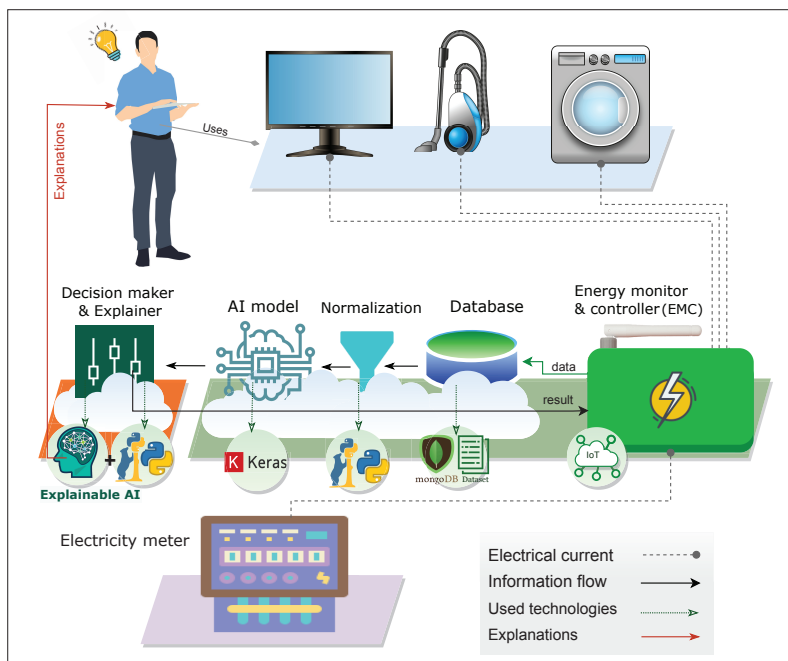 Uses
Explanations
Decision maker
& Explainer
AI model
Normalization
Database
Energy monitor
& controller(EMC)
data
result
K Keras
mongoDB
Dataset
IoT
+
Explainable AI
Electricity meter
Electrical current
Information flow
Used technologies
Explanations